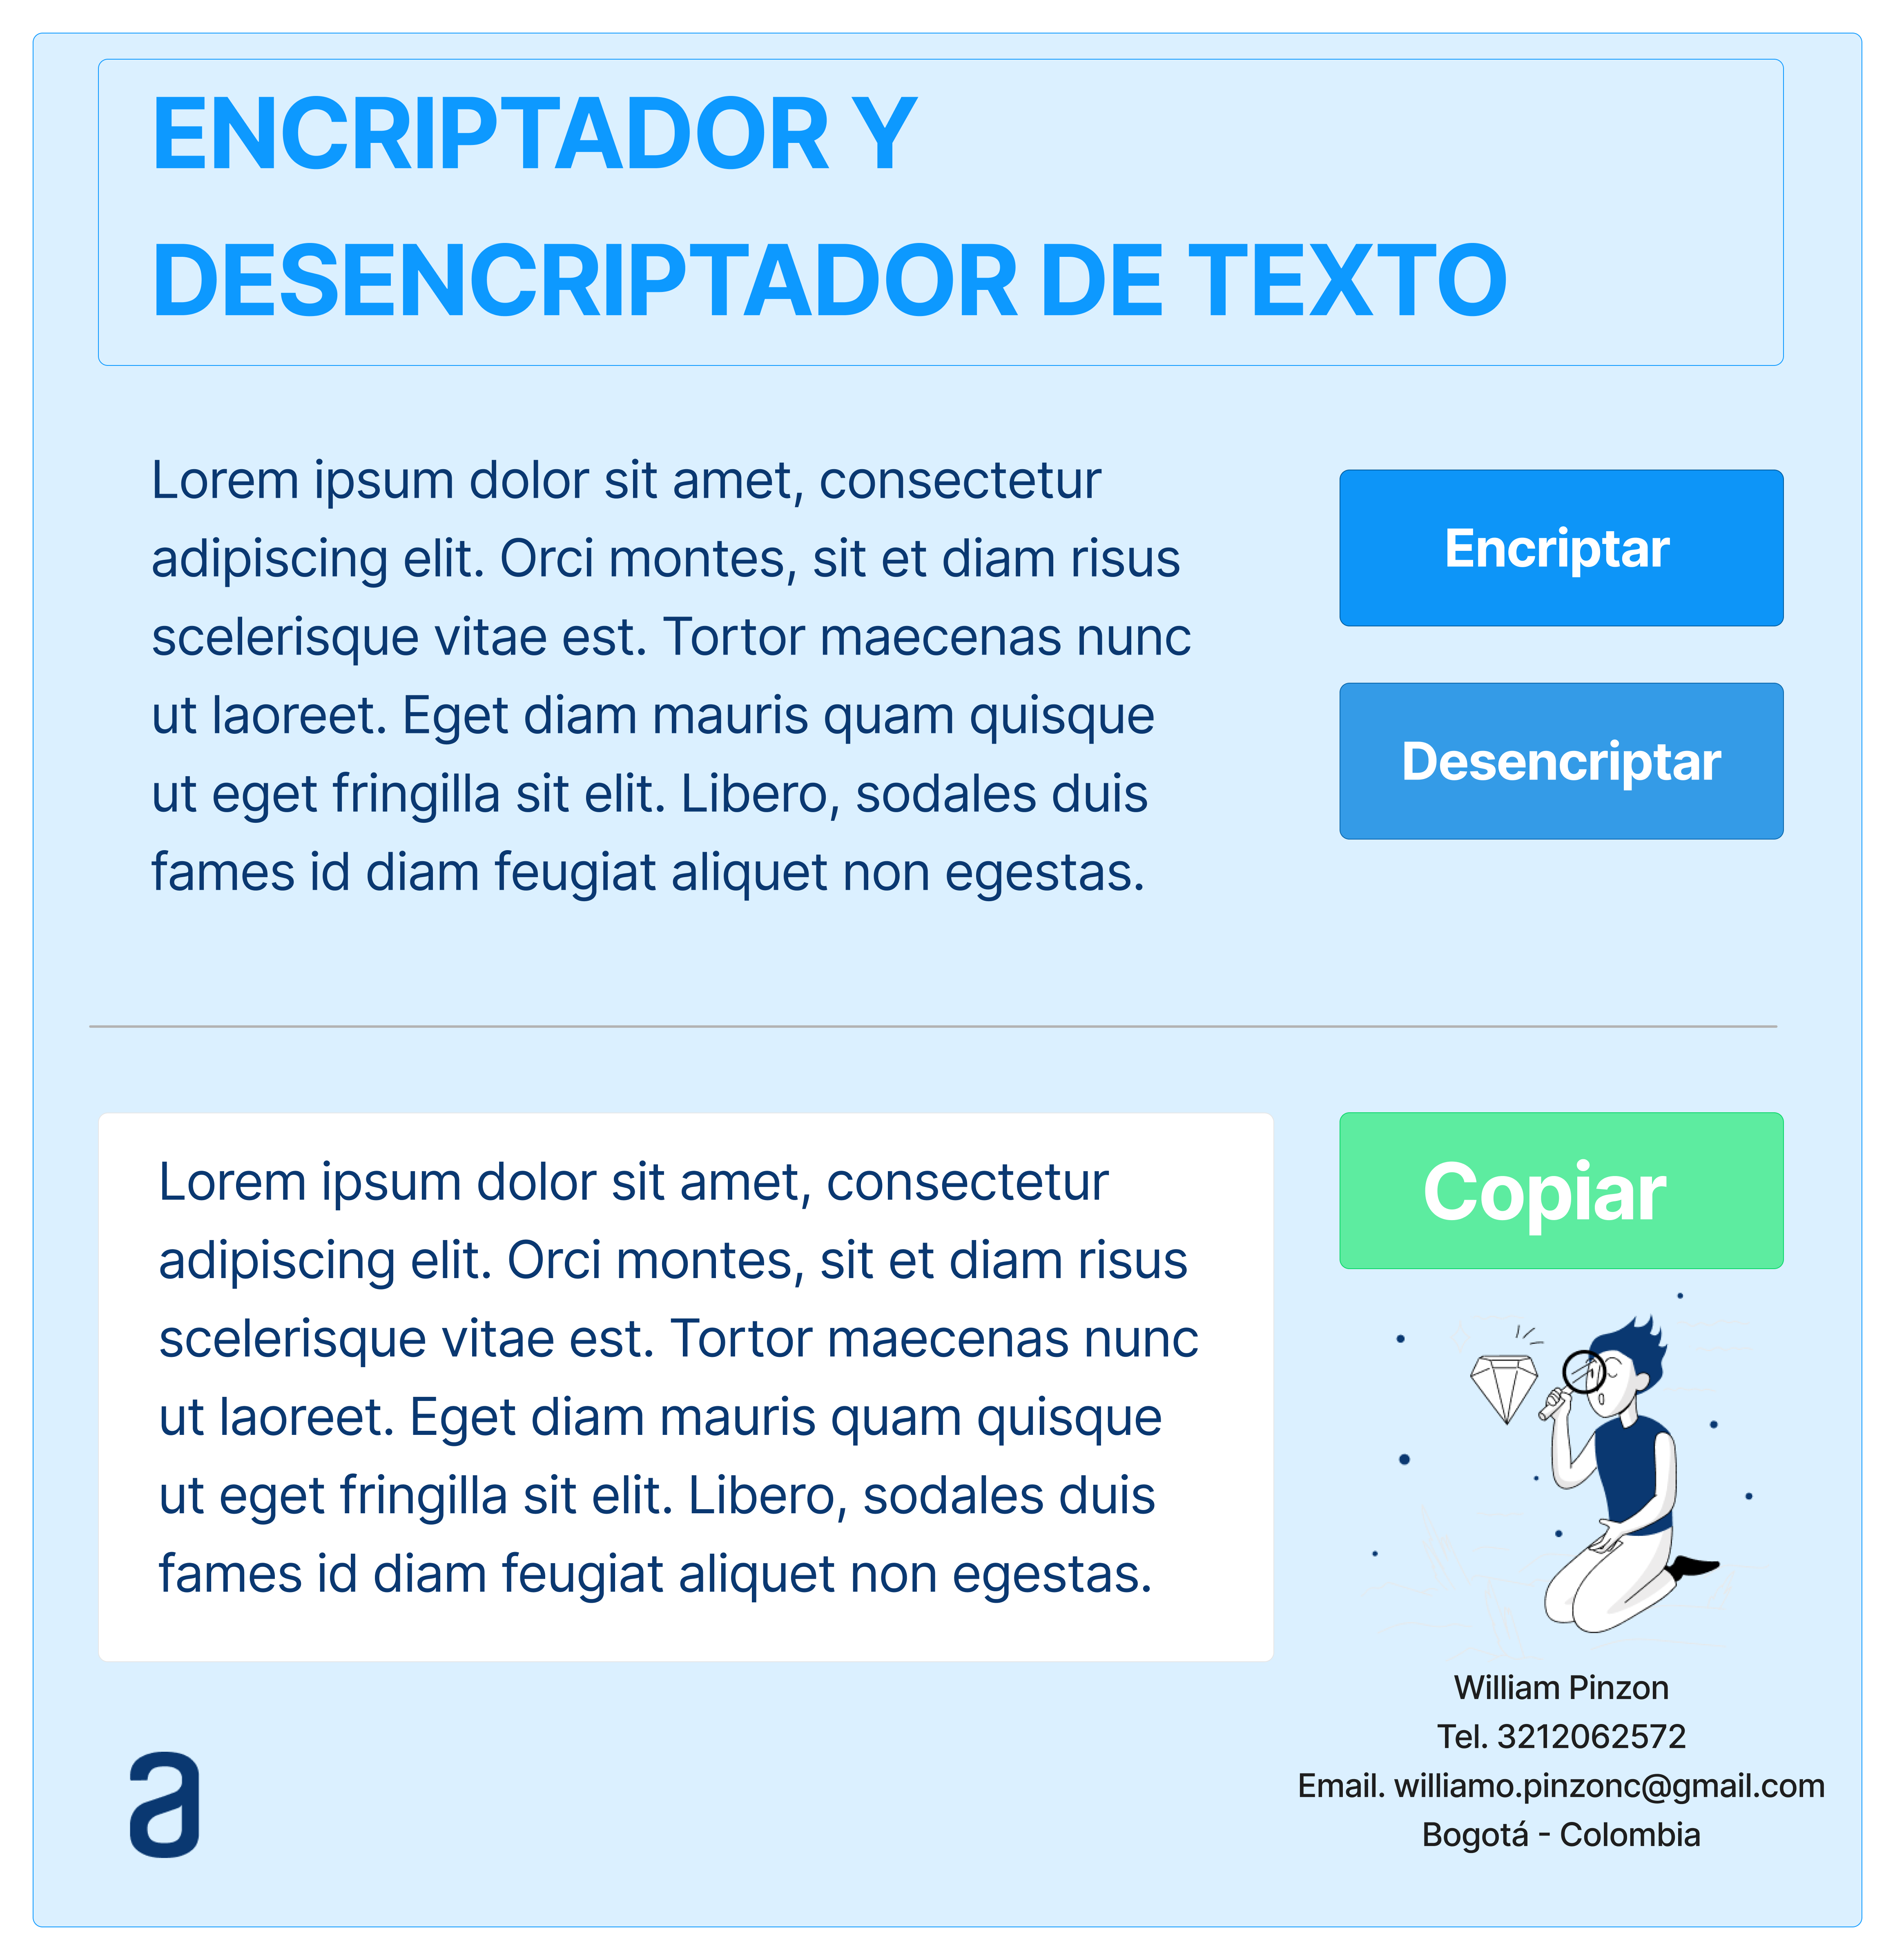 ENCRIPTADOR Y
DESENCRIPTADOR DE TEXTO
Lorem ipsum dolor sit amet, consectetur
adipiscing elit. Orci montes, sit et diam risus
scelerisque vitae est. Tortor maecenas nunc
ut laoreet. Eget diam mauris quam quisque
ut eget fringilla sit elit. Libero, sodales duis
fames id diam feugiat aliquet non egestas.
Encriptar
Desencriptar
Lorem ipsum dolor sit amet, consectetur
adipiscing elit. Orci montes, sit et diam risus
scelerisque vitae est. Tortor maecenas nunc
ut laoreet. Eget diam mauris quam quisque
ut eget fringilla sit elit. Libero, sodales duis
fames id diam feugiat aliquet non egestas.
Copiar
William Pinzon
Tel. 3212062572
Email. williamo.pinzonc@gmail.com
Bogotá - Colombia
a